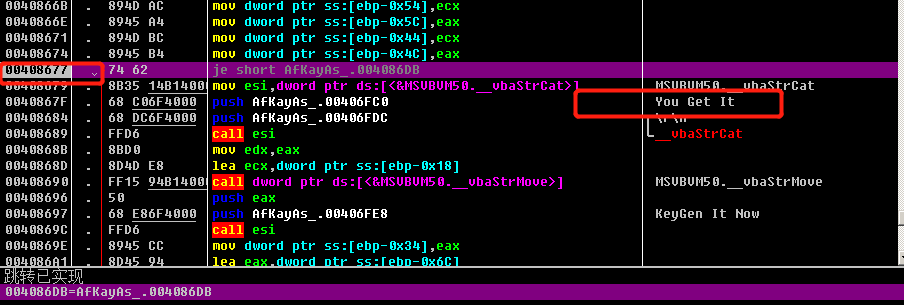 0040866B . 894D AC mov dword ptr ss:[ebp-0x54],ecx
0040866E . 8945 A4 mov dword ptr ss:[ebp-0x5C],eax
00408671 . 894D BC mov dword ptr ss:[ebp-0x44],ecx
00408674 . 8945 B4 mov dword ptr ss:[ebp-0x4C],eax
00408677 . 74 62 je short AfKayAs_.004086DB
00408679 . 8B35 14B14000 mov esi,dword ptr ds:[<&MSVBVM50.__vbaStrCat>] MSVBVM50.__vbaStrCat
0040867F . 68 C06F4000 push AfKayAs_.00406FC0 You Get It
00408684 . 68 DC6F4000 push AfKayAs_.00406FDC \r\n
00408689 . FFD6 call esi __vbaStrCat
0040868B . 8BD0 mov edx,eax
0040868D . 8D4D E8 lea ecx,dword ptr ss:[ebp-0x18]
00408690 . FF15 94B14000 call dword ptr ds:[<&MSVBVM50.__vbaStrMove>] MSVBVM50.__vbaStrMove
00408696 . 50 push eax
00408697 . 68 E86F4000 push AfKayAs_.00406FE8 KeyGen It Now
0040869C . FFD6 call esi
0040869E . 8945 CC mov dword ptr ss:[ebp-0x34],eax
004086A1 . 8D45 94 lea eax,dword ptr ss:[ebp-0x6C]
跳转已实现
004086DB=AfKayAs_.004086DB